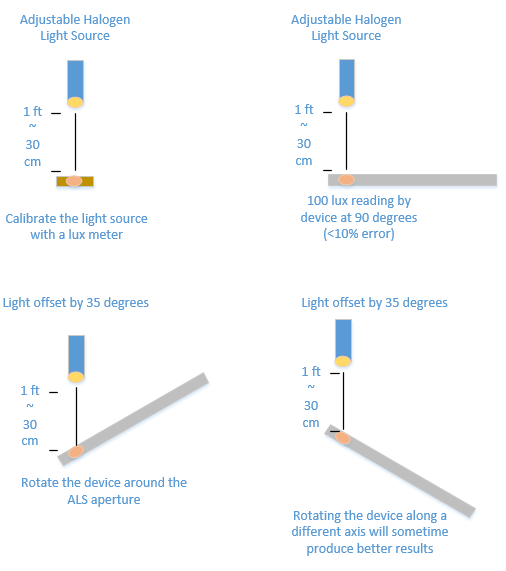 Adjustable Halogen
Light Source
1 ft
~
30
cm
Calibrate the light source
with a lux meter
Adjustable Halogen
Light Source
1 ft
~
30
cm
100 lux reading by
device at 90 degrees
(<10% error)
Light offset by 35 degrees
1 ft
~
30
cm
Rotate the device around the
ALS aperture
Light offset by 35 degrees
1 ft
~
30
cm
Rotating the device along a
different axis will sometime
produce better results